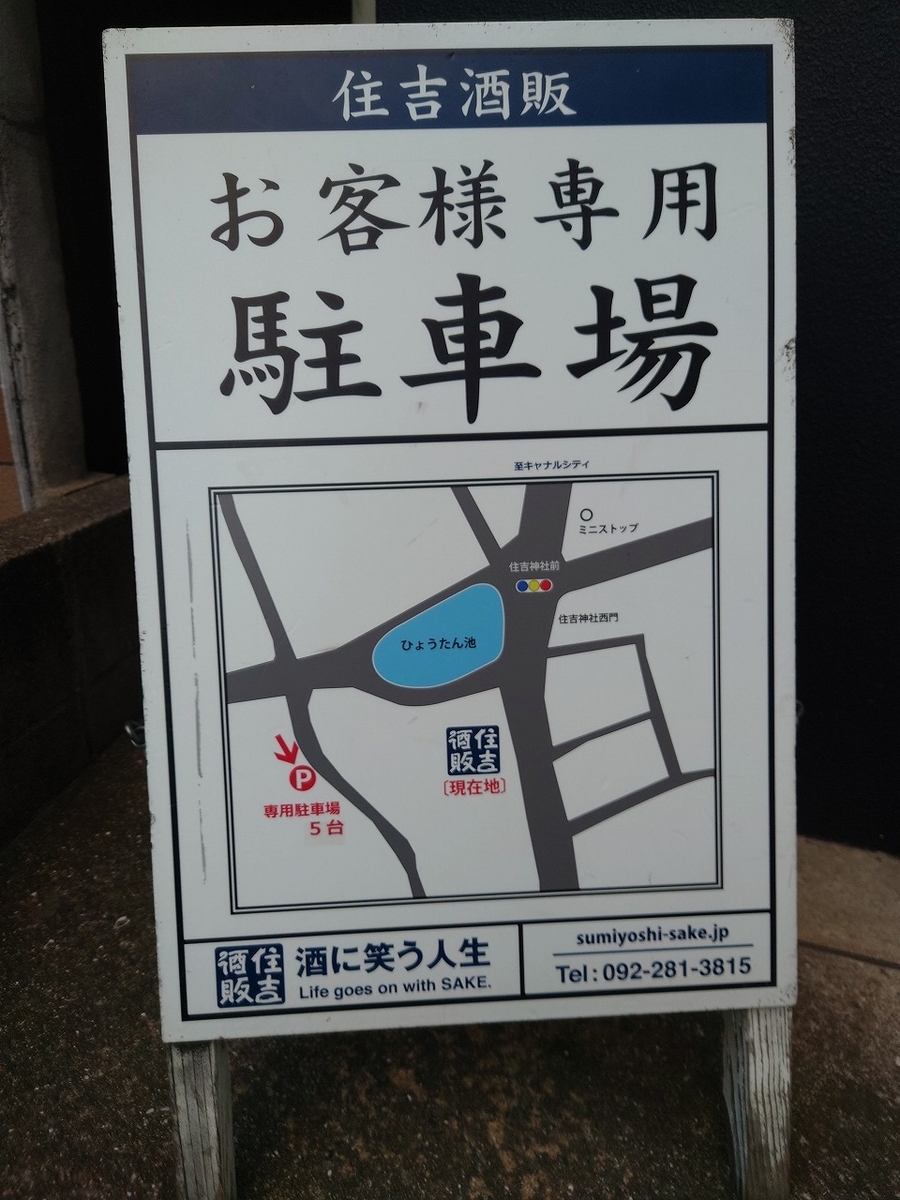 住吉酒販
お客様専用
駐車場
至キャナルシティ
ミニストップ
住吉神社前
住吉神社西門
ひょうたん池
住吉
酒販
〔現在地〕
P
専用駐車場
5台
住吉
酒販
酒に笑う人生
Life goes on with SAKE.
sumiyoshi-sake.jp
Tel:092-281-3815